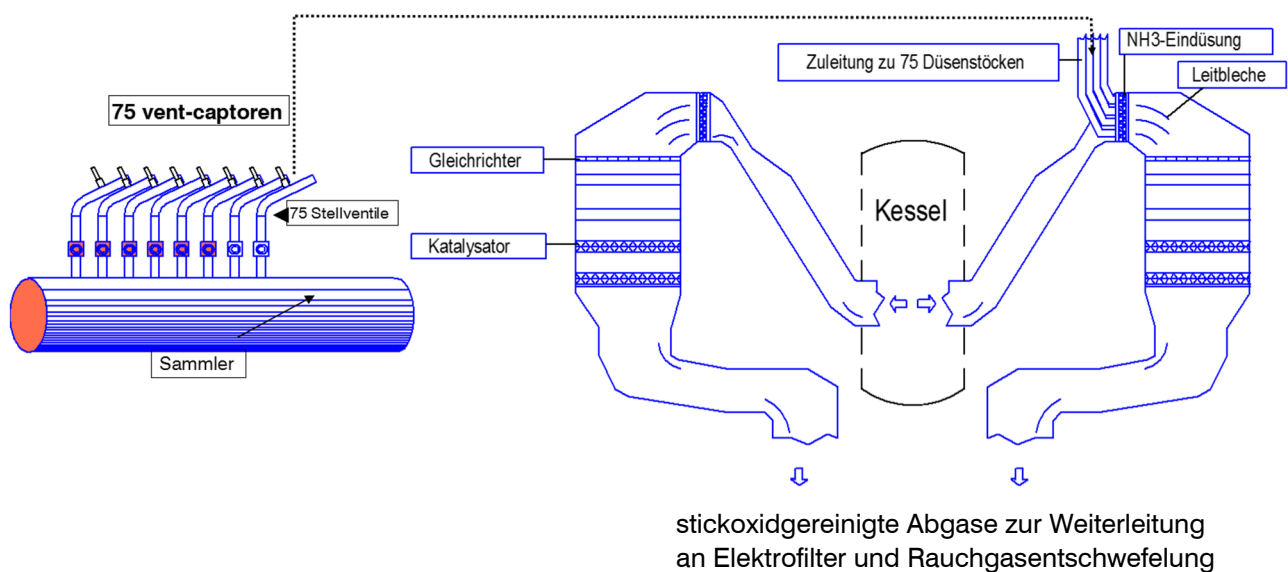 75 vent-captoren
75 Stellventile
Sammler
Gleichrichter
Katalysator
Kessel
Zuleitung zu 75 Düsenstöcken
NH3-Eindüsung
Leitbleche
stickoxidgereinigte Abgase zur Weiterleitung
an Elektrofilter und Rauchgasentschwefelung